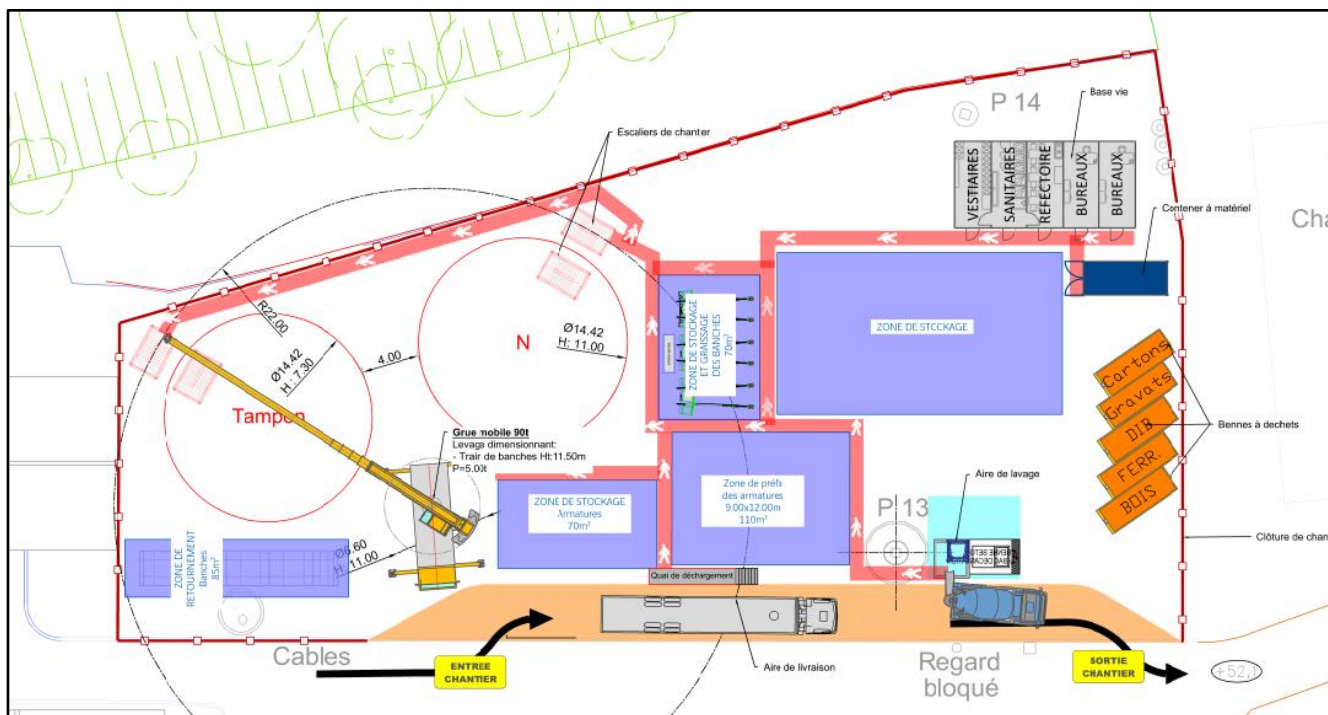 P 14
Base vie
Escaliers de chanter
VESTIAIRES
SANITAIRES
REFECTOIRE
BUREAUX
BUREAUX
Contener à matériel
Cha
R22.00
Ø14.42
H : 7.30
4.00
Tampon
N
Ø14.42
H: 11.00
ZONE DE STOCKAGE
ET GRAISSAGE
DES BANCHES
70m²
ZONE DE STOCKAGE
Cartons
Gravats
DIB
FERR.
BOIS
Bennes à dechets
Grue mobile 90t
Levage dimensionnant:
- Trair de banches Ht:11.50m
P=5.00t
ZONE DE STOCKAGE
Armatures
70m²
Zone de préfa
des armatures
9.00x12.00m
110m²
Aire de lavage
P 13
BENNE BETO
BAC DECANT
Clôture de chan
ZONE DE
RETOURNEMENT
Banches
85m²
Ø6.60
H: 11.00
Quai de déchargement
Cables
ENTREE
CHANTIER
Aire de livraison
Regard
bloqué
SORTIE
CHANTIER
+52.1